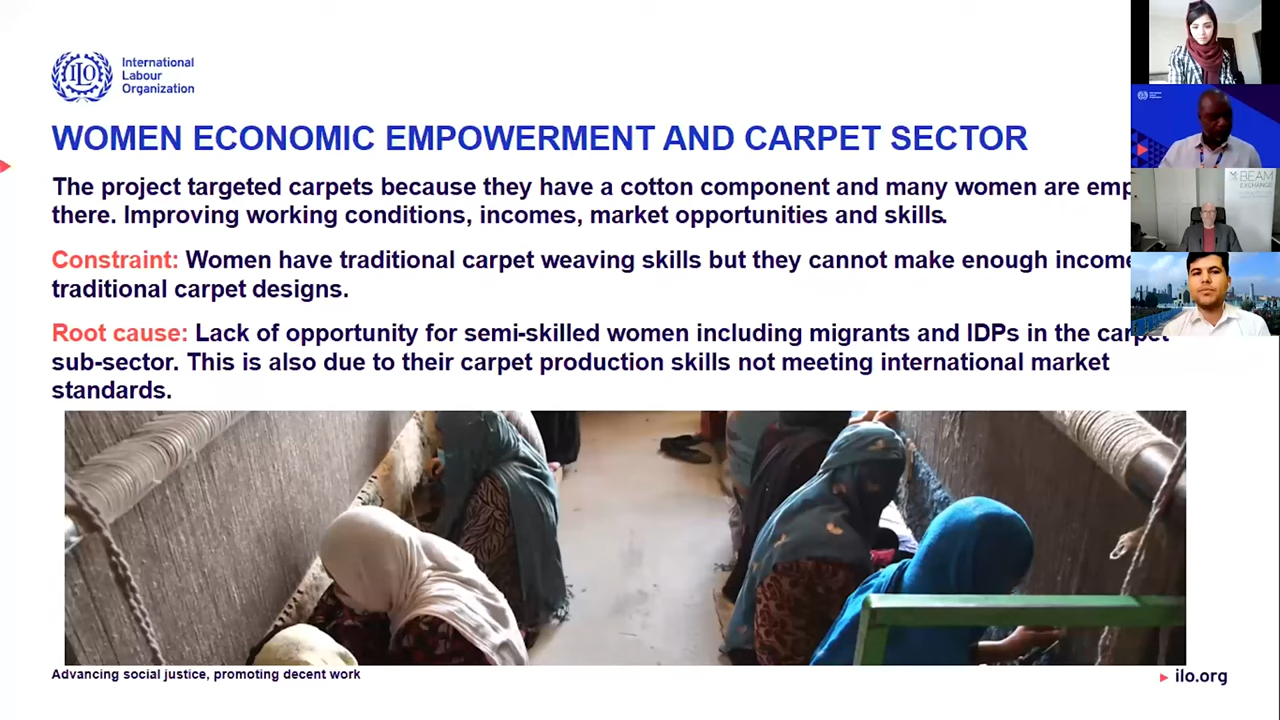 International
Labour
Organization
ILO
WOMEN ECONOMIC EMPOWERMENT AND CARPET SECTOR
The project targeted carpets because they have a cotton component and many women are emp
there. Improving working conditions, incomes, market opportunities and skills.
Constraint: Women have traditional carpet weaving skills but they cannot make enough income
traditional carpet designs.
Root cause: Lack of opportunity for semi-skilled women including migrants and IDPs in the carpet
sub-sector. This is also due to their carpet production skills not meeting international market
standards.
BEAM
EXCHANGE
Advancing social justice, promoting decent work
ilo.org